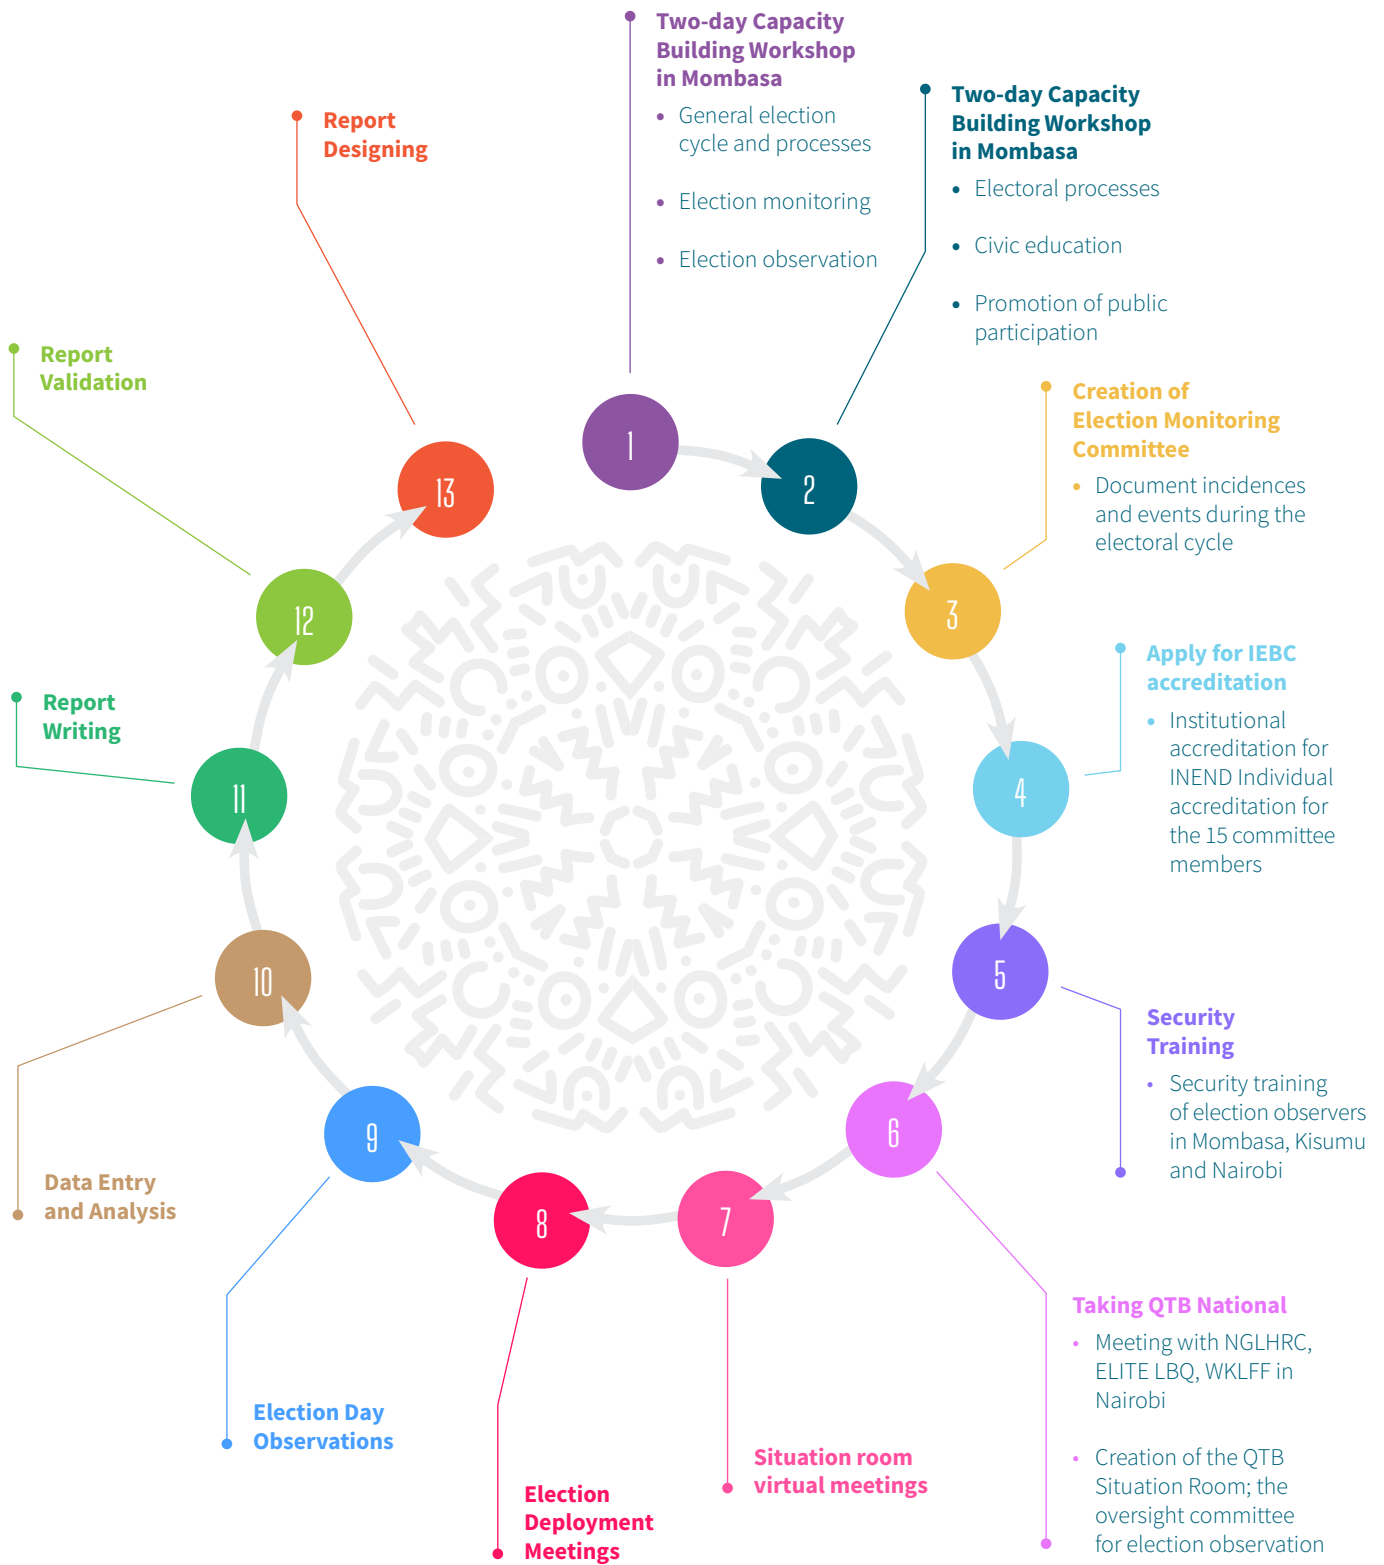 Two-day Capacity
Building Workshop
in Mombasa
• General election
cycle and processes
• Election monitoring
• Election observation
Two-day Capacity
Building Workshop
in Mombasa
• Electoral processes
• Civic education
• Promotion of public
participation
Creation of
Election Monitoring
Committee
• Document incidences
and events during the
electoral cycle
Apply for IEBC
accreditation
• Institutional
accreditation for
INEND Individual
accreditation for
the 15 committee
members
Security
Training
• Security training
of election observers
in Mombasa, Kisumu
and Nairobi
Taking QTB National
• Meeting with NGLHRC,
ELITE LBQ, WKLFF in
Nairobi
• Creation of the QTB
Situation Room; the
oversight committee
for election observation
Situation room
virtual meetings
Election
Deployment
Meetings
Election Day
Observations
Data Entry
and Analysis
Report
Writing
Report
Validation
Report
Designing
1
2
3
4
5
6
7
8
9
10
11
12
13